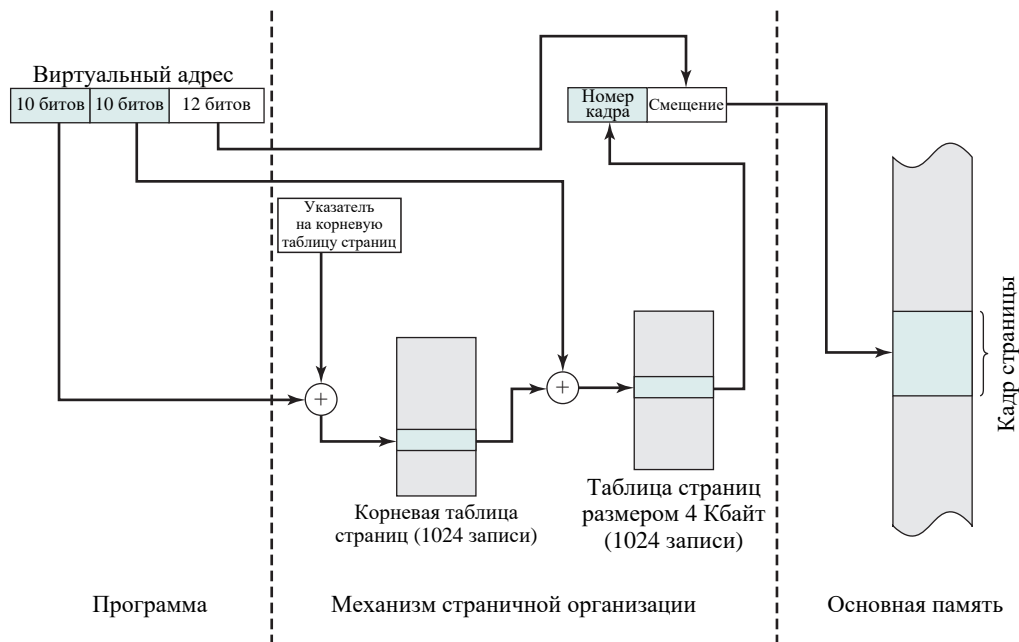 Виртуальный адрес
10 битов
10 битов
12 битов
Номер
кадра
Смещение
Указателъ
на корневую
таблицу страниц
+
+
Корневая таблица
страниц (1024 записи)
Таблица страниц
размером 4 Кбайт
(1024 записи)
Кадр страницы
Программа
Механизм страничной организации
Основная память